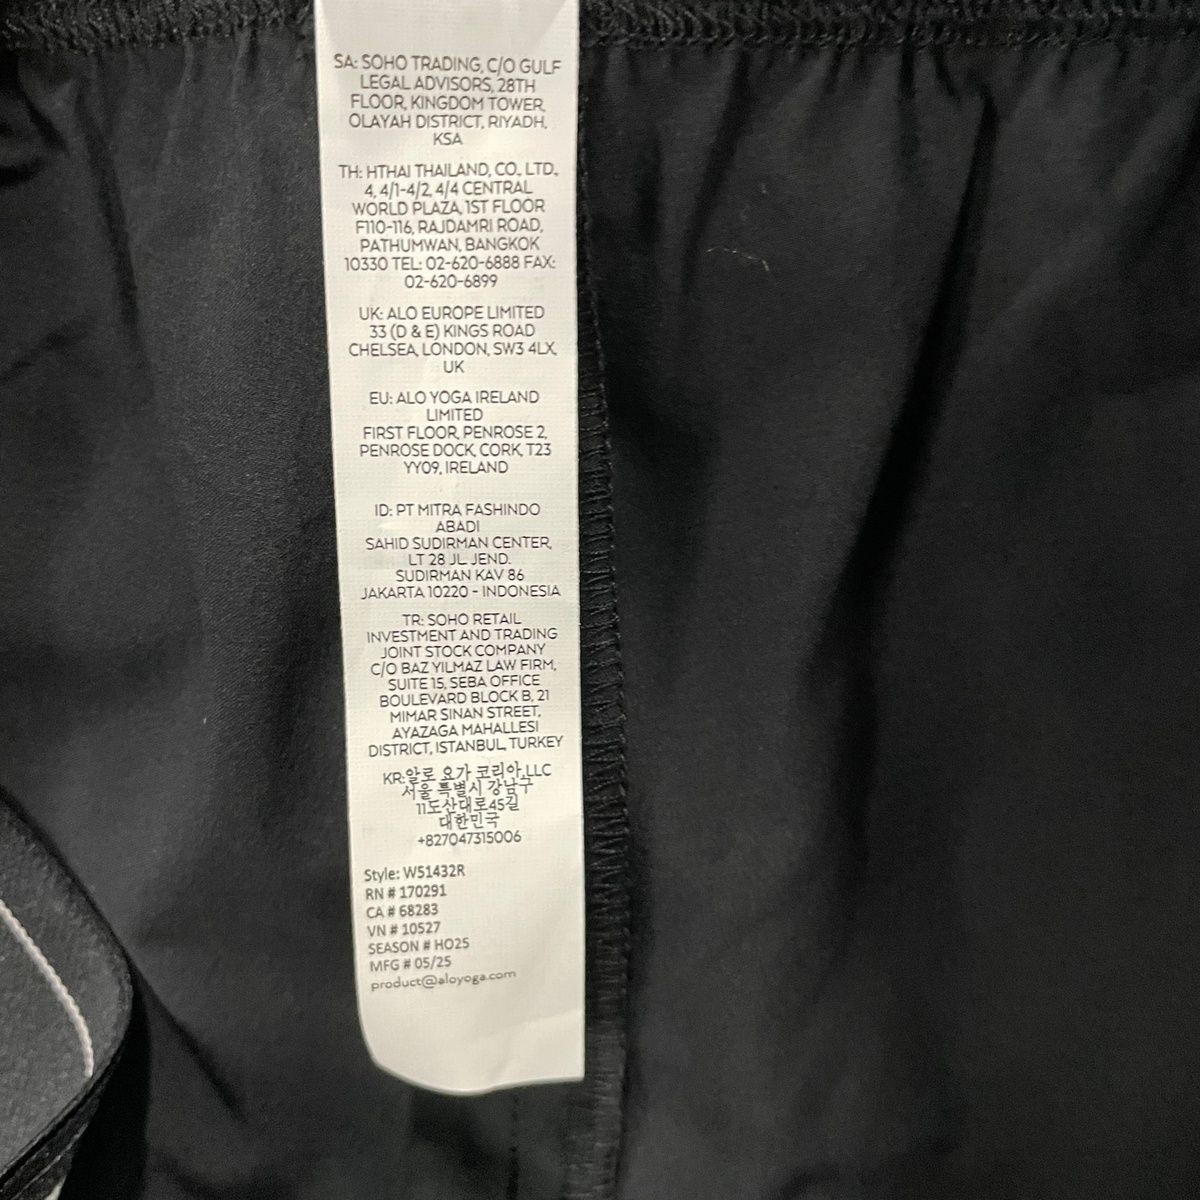 SA: SOHO TRADING, C/O GULF
LEGAL ADVISORS, 28TH
FLOOR, KINGDOM TOWER,
OLAYAH DISTRICT, RIYADH,
KSA
TH: HTHAI THAILAND, CO., LTD.,
4, 4/1-4/2, 4/4 CENTRAL
WORLD PLAZA, 1ST FLOOR
F110-116, RAJDAMRI ROAD,
PATHUMWAN, BANGKOK
10330 TEL: 02-620-6888 FAX:
02-620-6899
UK: ALO EUROPE LIMITED
33 (D & E) KINGS ROAD
CHELSEA, LONDON, SW3 4LX,
UK
EU: ALO YOGA IRELAND
LIMITED
FIRST FLOOR, PENROSE 2,
PENROSE DOCK, CORK, T23
YY09, IRELAND
ID: PT MITRA FASHINDO
ABADI
SAHID SUDIRMAN CENTER,
LT 28 JL. JEND.
SUDIRMAN KAV 86
JAKARTA 10220 - INDONESIA
TR: SOHO RETAIL
INVESTMENT AND TRADING
JOINT STOCK COMPANY
C/O BAZ YILMAZ LAW FIRM,
SUITE 15, SEBA OFFICE
BOULEVARD BLOCK B, 21
MIMAR SINAN STREET,
AYAZAGA MAHALLESI
DISTRICT, ISTANBUL, TURKEY
KR:알로 요가 코리아,LLC
서울 특별시 강남구
11도산대로45길
대한민국
+827047315006
Style: W51432R
RN # 170291
CA # 68283
VN # 10527
SEASON # HO25
MFG # 05/25
product@aloyoga.com